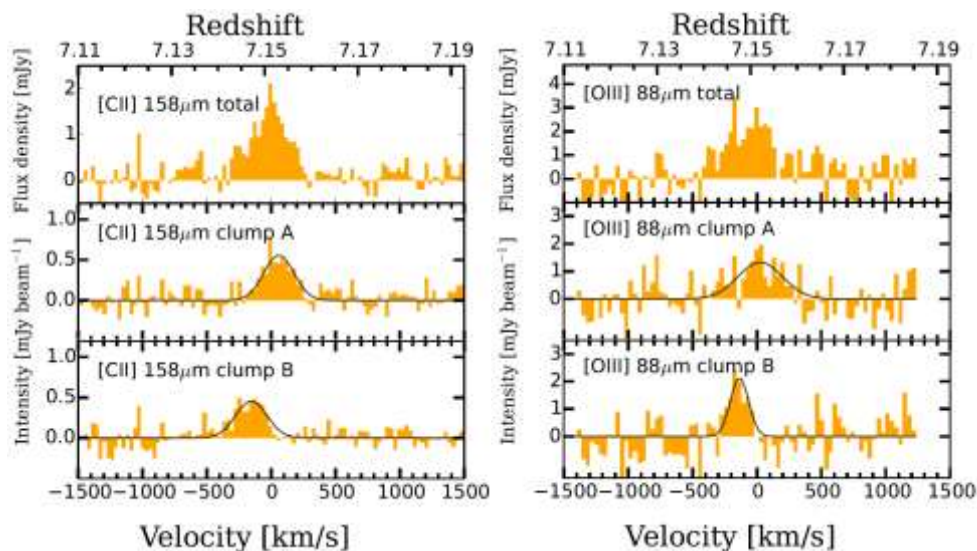 Redshift
7.11 7.13 7.15 7.17 7.19
Flux density [mJy]
2
1
0
[CII] 158μm total
Intensity [mJy beam⁻¹]
1.0
0.5
0.0
[CII] 158μm clump A
1.0
0.5
0.0
[CII] 158μm clump B
−1500 −1000 −500 0 500 1000 1500
Velocity [km/s]
Redshift
7.11 7.13 7.15 7.17 7.19
Flux density [mJy]
5
4
3
2
1
0
[OIII] 88μm total
Intensity [mJy beam⁻¹]
3
2
1
0
[OIII] 88μm clump A
3
2
1
0
[OIII] 88μm clump B
−1500 −1000 −500 0 500 1000 1500
Velocity [km/s]